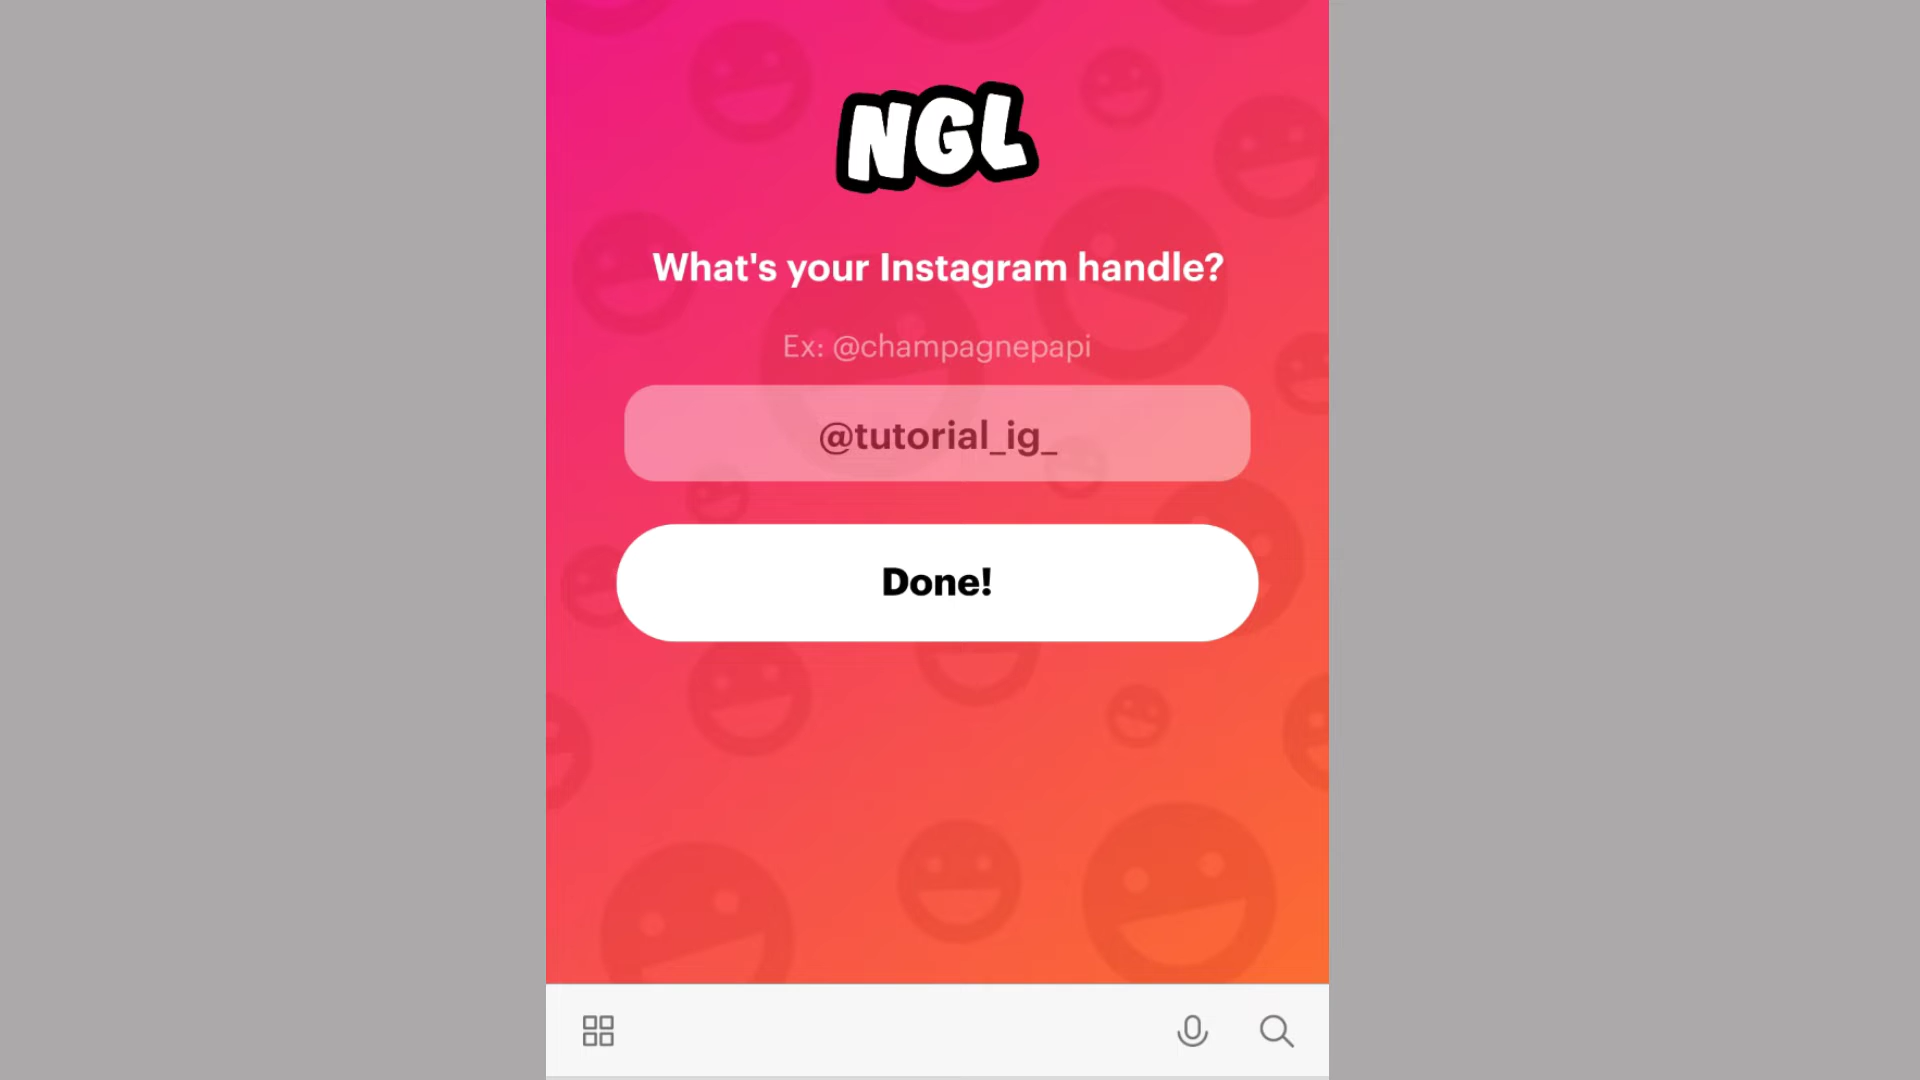 NGL
What's your Instagram handle?
Ex: @champagnepapi
@tutorial_ig_
Done!